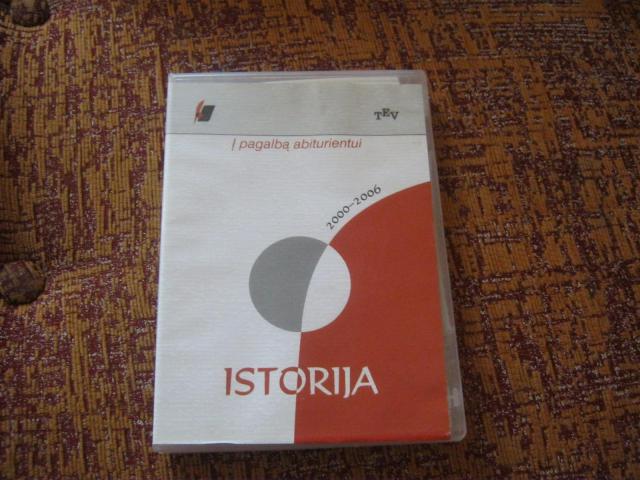 TEV
Į pagalbą abiturientui
2000–2006
ISTORIJA